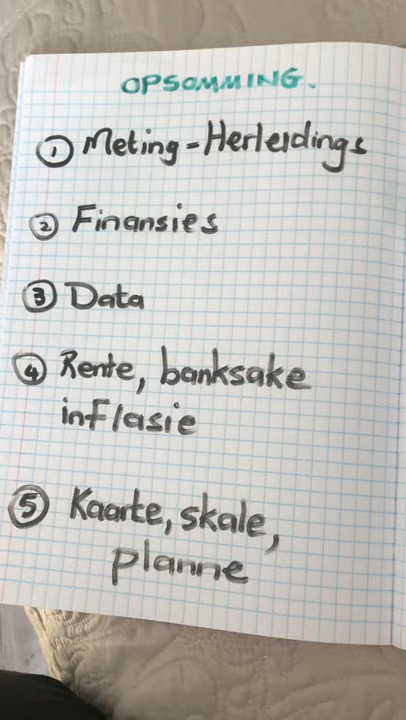 OPSOMMING.
① Meting-Herleidings
② Finansies
③ Data
④ Rente, banksake
inflasie
⑤ Kaarte, skale,
planne